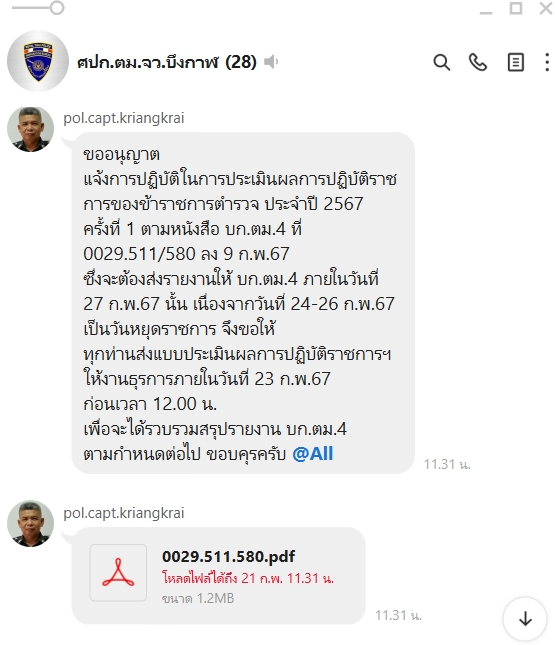 ศปก.ตม.จว.บึงกาฬ (28)
pol.capt.kriangkrai
ขออนุญาต
แจ้งการปฏิบัติในการประเมินผลการปฏิบัติราช
การของข้าราชการตำรวจ ประจำปี 2567
ครั้งที่ 1 ตามหนังสือ บก.ตม.4 ที่
0029.511/580 ลง 9 ก.พ.67
ซึ่งจะต้องส่งรายงานให้ บก.ตม.4 ภายในวันที่
27 ก.พ.67 นั้น เนื่องจากวันที่ 24-26 ก.พ.67
เป็นวันหยุดราชการ จึงขอให้
ทุกท่านส่งแบบประเมินผลการปฏิบัติราชการฯ
ให้งานธุรการภายในวันที่ 23 ก.พ.67
ก่อนเวลา 12.00 น.
เพื่อจะได้รวบรวมสรุปรายงาน บก.ตม.4
ตามกำหนดต่อไป ขอบคุรครับ @All
11.31 น.
pol.capt.kriangkrai
0029.511.580.pdf
โหลดไฟล์ได้ถึง 21 ก.พ. 11.31 น.
ขนาด 1.2MB
11.31 น.